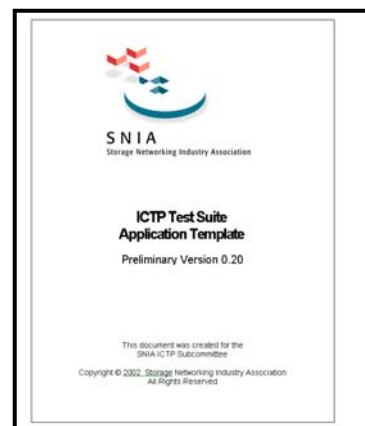 SNIA
Storage Networking Industry Association
ICTP Test Suite
Application Template
Preliminary Version 0.20
This document was created for the
SNIA ICTP Subcommittee
Copyright © 2002 Storage Networking Industry Association
All Rights Reserved